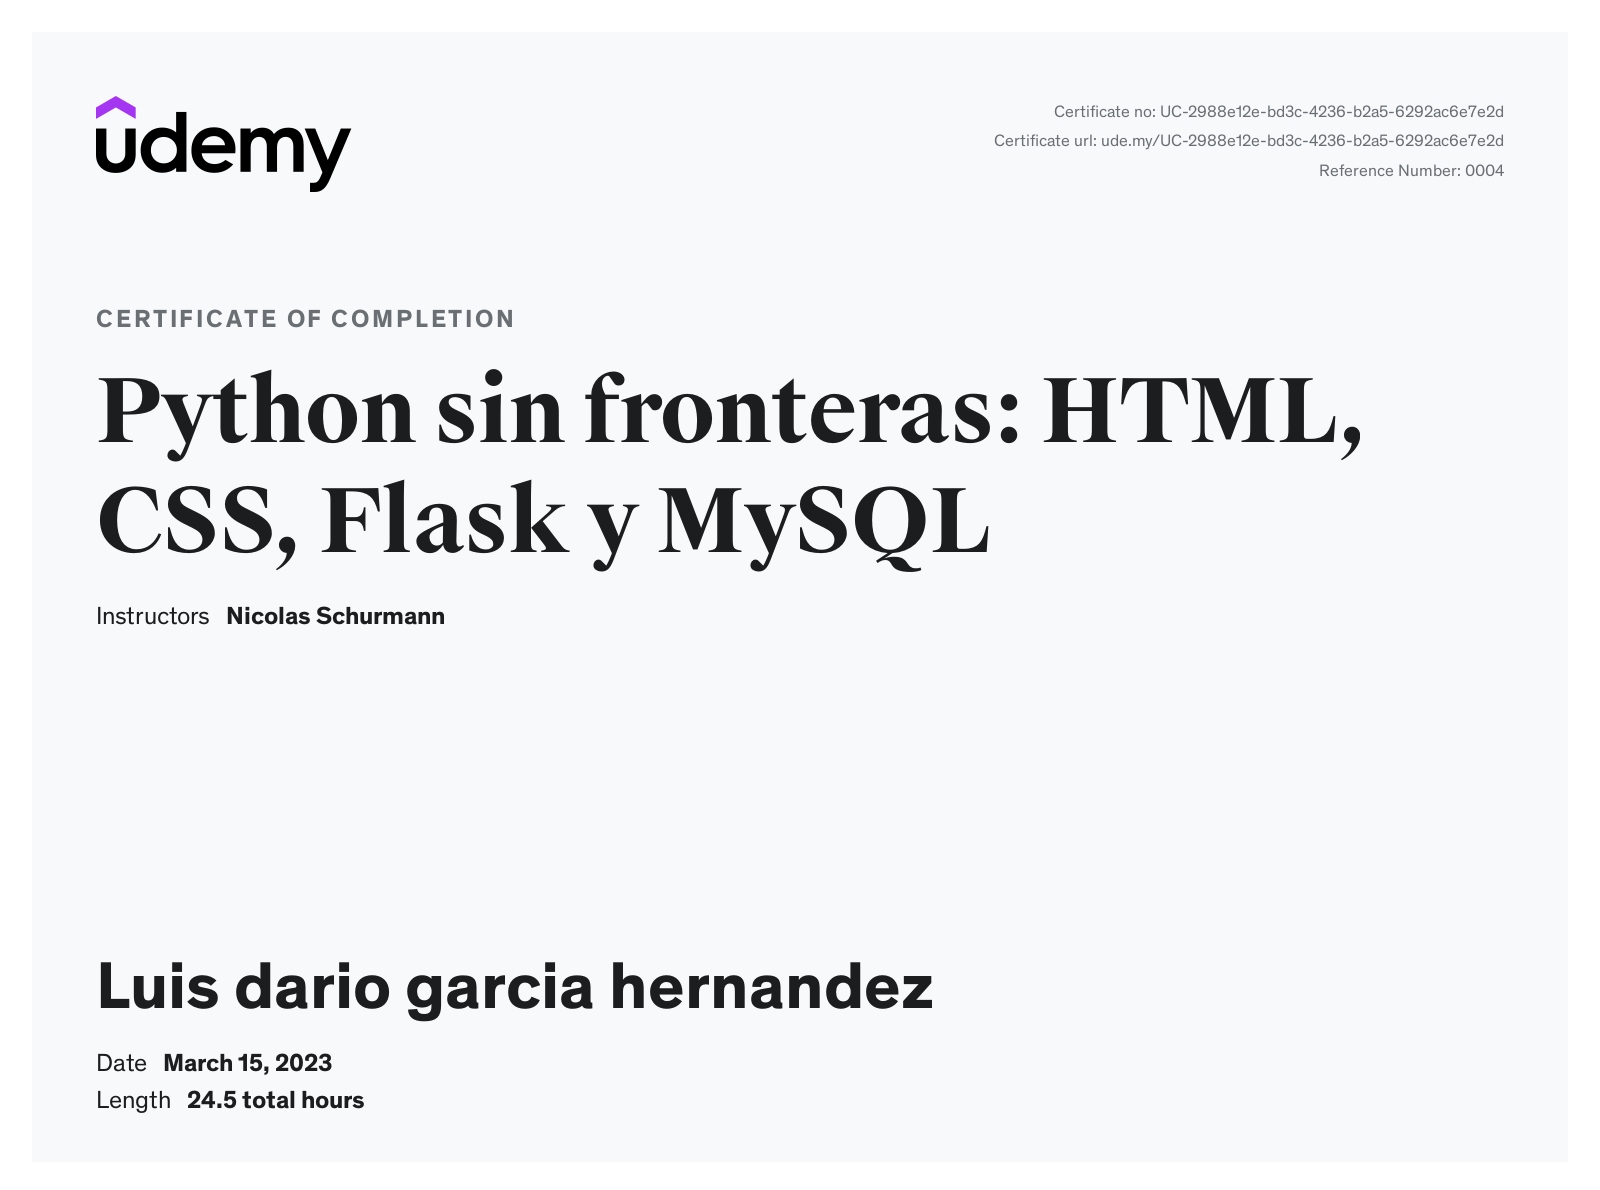 udemy
Certificate no: UC-2988e12e-bd3c-4236-b2a5-6292ac6e7e2d
Certificate url: ude.my/UC-2988e12e-bd3c-4236-b2a5-6292ac6e7e2d
Reference Number: 0004
CERTIFICATE OF COMPLETION
Python sin fronteras: HTML,
CSS, Flask y MySQL
Instructors Nicolas Schurmann
Luis dario garcia hernandez
Date March 15, 2023
Length 24.5 total hours